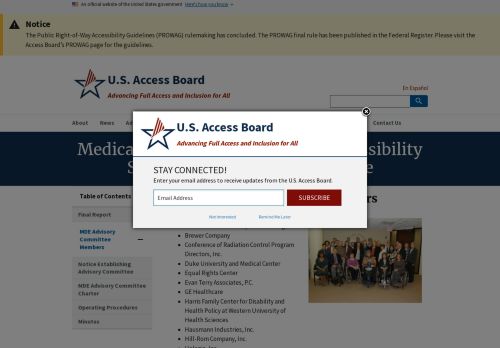 An official website of the United States government Here's how you know
Notice
The Public Right-of-Way Accessibility Guidelines (PROWAG) rulemaking has concluded. The PROWAG final rule has been published in the Federal Register. Please visit the
Access Board's PROWAG page for the guidelines.
U.S. Access Board
Advancing Full Access and Inclusion for All
En Español
About News Contact Us
U.S. Access Board
Advancing Full Access and Inclusion for All
STAY CONNECTED!
Enter your email address to receive updates from the U.S. Access Board.
Email Address SUBSCRIBE
Not Interested Remind Me Later
Table of Contents
Final Report
MDE Advisory
Committee
Members
Notice Establishing
Advisory Committee
MDE Advisory Committee
Charter
Operating Procedures
Minutes
Brewer Company
Conference of Radiation Control Program
Directors, Inc.
Duke University and Medical Center
Equal Rights Center
Evan Terry Associates, P.C.
GE Healthcare
Harris Family Center for Disability and
Health Policy at Western University of
Health Sciences
Hausmann Industries, Inc.
Hill-Rom Company, Inc.